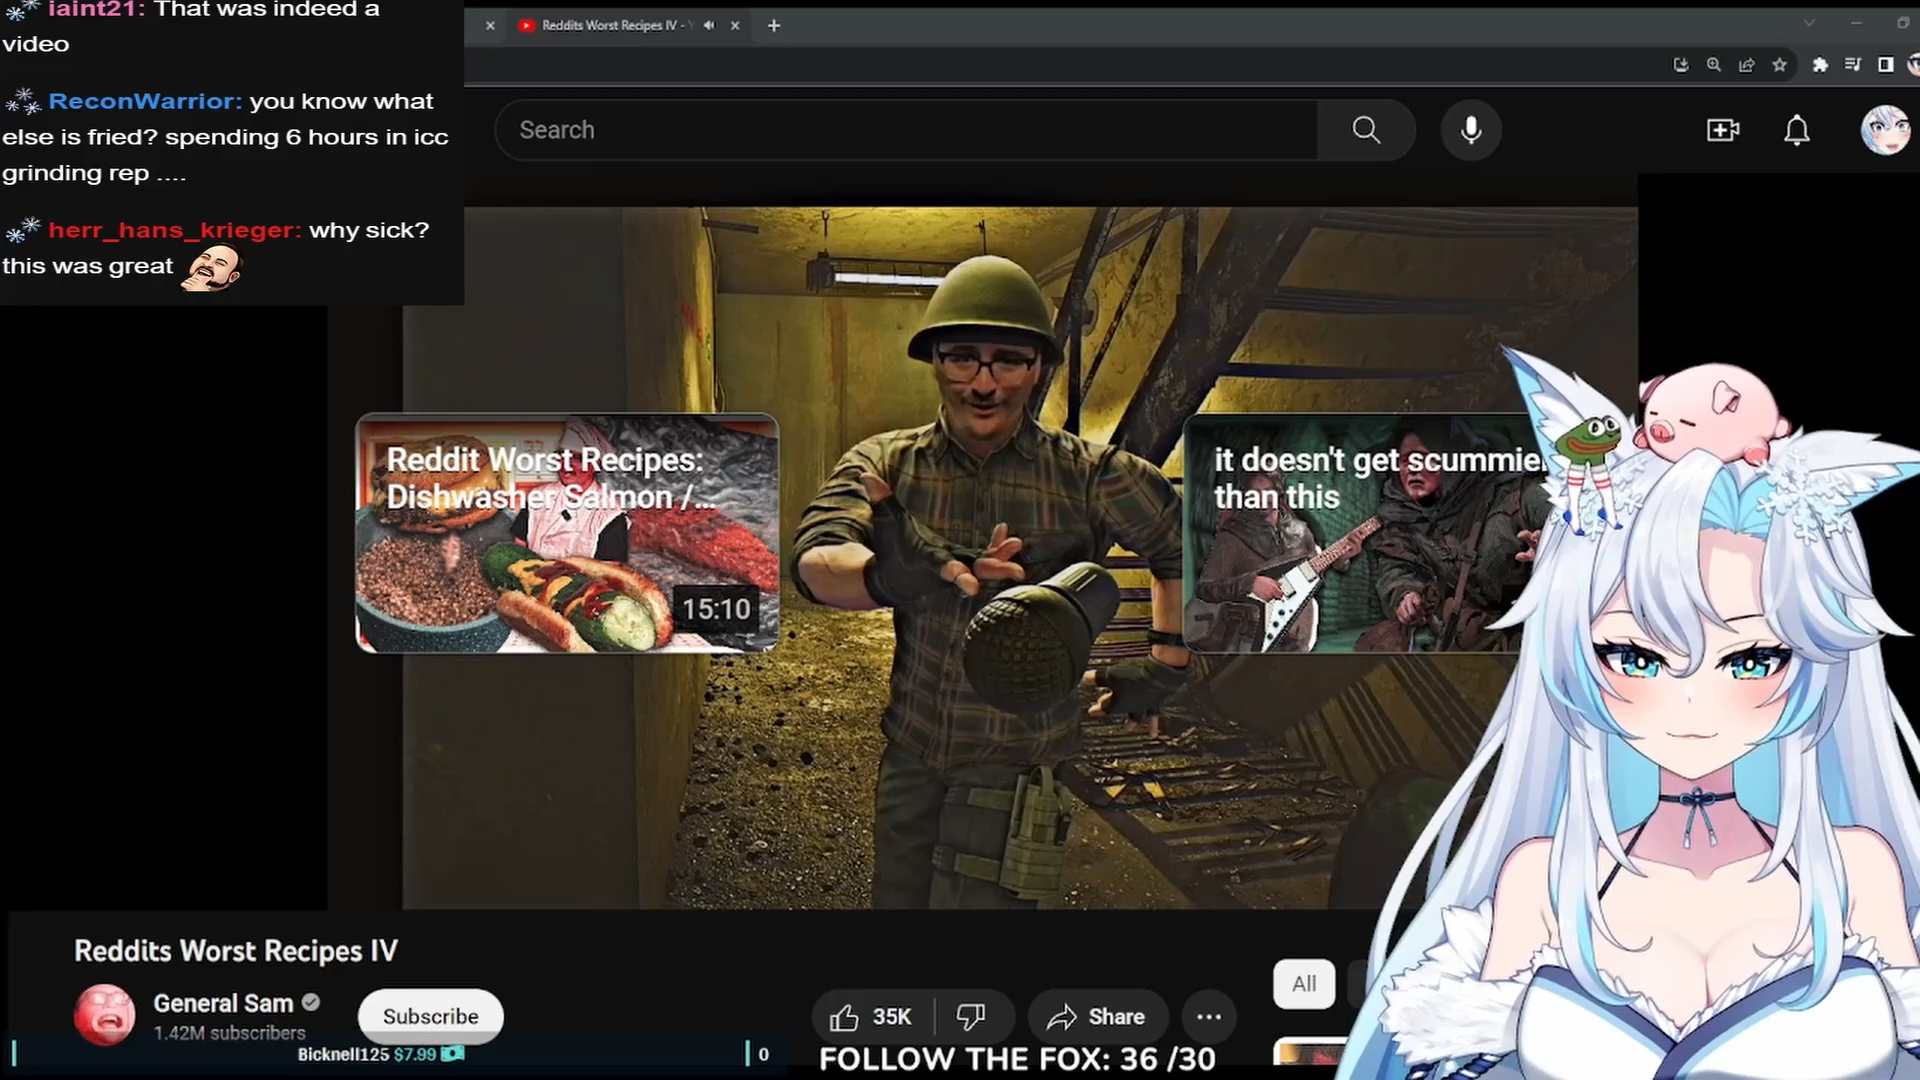 iaint21: That was indeed a
video
ReconWarrior: you know what
else is fried? spending 6 hours in icc
grinding rep ....
herr_hans_krieger: why sick?
this was great
Reddits Worst Recipes IV -
Search
Reddit Worst Recipes:
Dishwasher Salmon /...
15:10
it doesn't get scummier
than this
Reddits Worst Recipes IV
General Sam
1.42M subscribers
Subscribe
35K
Share
All
Bicknell125 $7.99
0
FOLLOW THE FOX: 36 /30